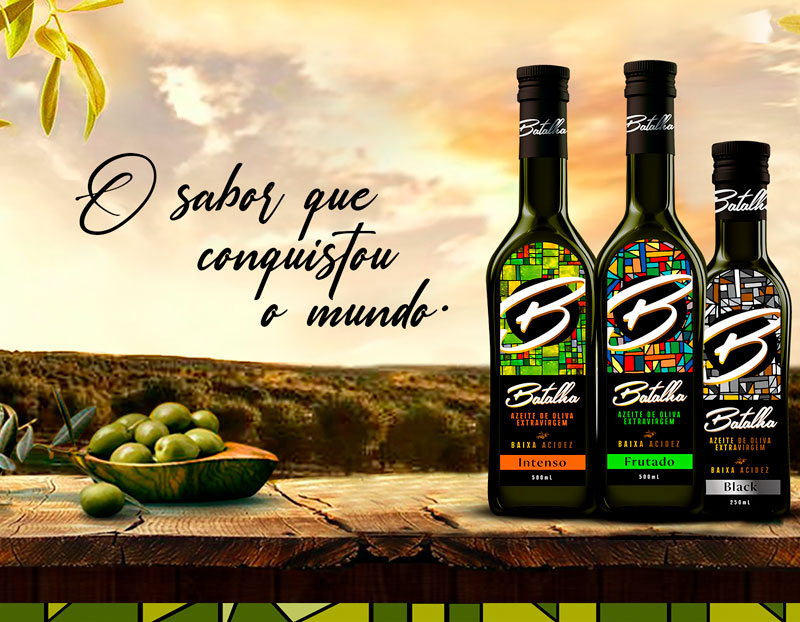 O sabor que
conquistou
o mundo.
Batalha
B
Batalha
AZEITE DE OLIVA
EXTRAVIRGEM
BAIXA ACIDEZ
Intenso
500mL
Batalha
B
Batalha
AZEITE DE OLIVA
EXTRAVIRGEM
BAIXA ACIDEZ
Frutado
500mL
Batalha
B
Batalha
AZEITE DE OLIVA
EXTRAVIRGEM
BAIXA ACIDEZ
Black
250mL